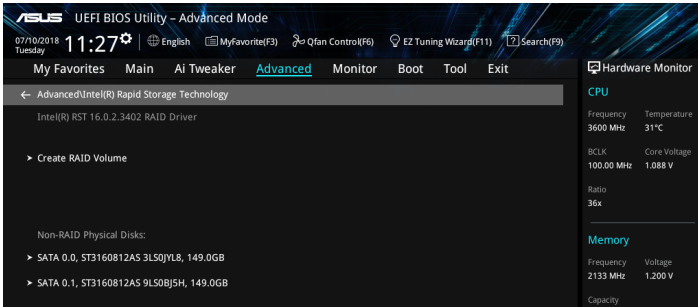 ASUS UEFI BIOS Utility – Advanced Mode
07/10/2018 Tuesday 11:27 English MyFavorite(F3) Qfan Control(F6) EZ Tuning Wizard(F11) Search(F9)
My Favorites Main Ai Tweaker Advanced Monitor Boot Tool Exit
Hardware Monitor
← Advanced\Intel(R) Rapid Storage Technology
Intel(R) RST 16.0.2.3402 RAID Driver
> Create RAID Volume
Non-RAID Physical Disks:
> SATA 0.0, ST3160812AS 3LS0JYL8, 149.0GB
> SATA 0.1, ST3160812AS 9LS0BJ5H, 149.0GB
CPU
Frequency Temperature
3600 MHz 31°C
BCLK Core Voltage
100.00 MHz 1.088 V
Ratio
36x
Memory
Frequency Voltage
2133 MHz 1.200 V
Capacity